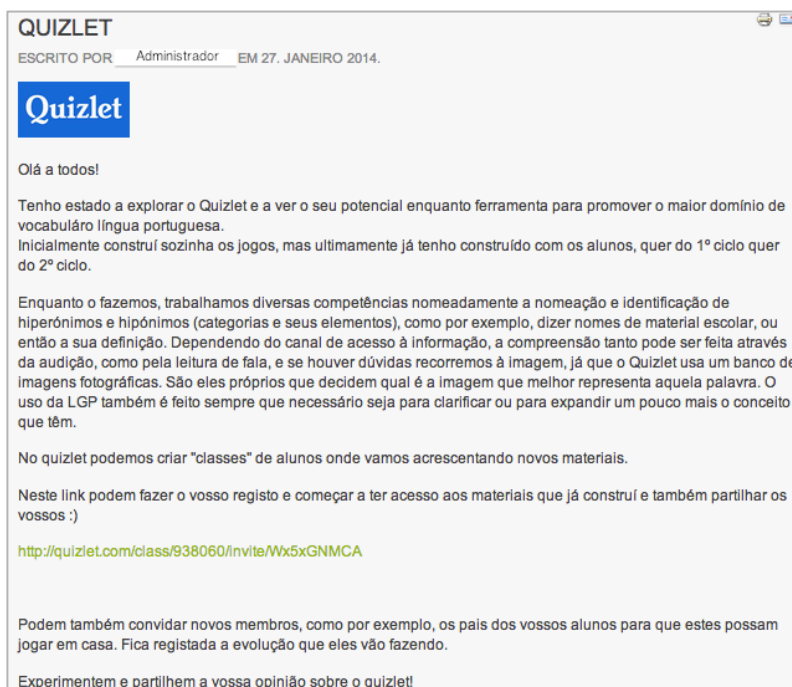 QUIZLET
ESCRITO POR Administrador EM 27. JANEIRO 2014.
Quizlet
Olá a todos!
Tenho estado a explorar o Quizlet e a ver o seu potencial enquanto ferramenta para promover o maior domínio de
vocabuláro língua portuguesa.
Inicialmente construí sozinha os jogos, mas ultimamente já tenho construído com os alunos, quer do 1º ciclo quer
do 2º ciclo.
Enquanto o fazemos, trabalhamos diversas competências nomeadamente a nomeação e identificação de
hiperónimos e hipónimos (categorias e seus elementos), como por exemplo, dizer nomes de material escolar, ou
então a sua definição. Dependendo do canal de acesso à informação, a compreensão tanto pode ser feita através
da audição, como pela leitura de fala, e se houver dúvidas recorremos à imagem, já que o Quizlet usa um banco de
imagens fotográficas. São eles próprios que decidem qual é a imagem que melhor representa aquela palavra. O
uso da LGP também é feito sempre que necessário seja para clarificar ou para expandir um pouco mais o conceito
que têm.
No quizlet podemos criar "classes" de alunos onde vamos acrescentando novos materiais.
Neste link podem fazer o vosso registo e começar a ter acesso aos materiais que já construí e também partilhar os
vossos :)
http://quizlet.com/class/938060/invite/Wx5xGNMCA
Podem também convidar novos membros, como por exemplo, os pais dos vossos alunos para que estes possam
jogar em casa. Fica registada a evolução que eles vão fazendo.
Experimentem e partilhem a vossa opinião sobre o quizlet!